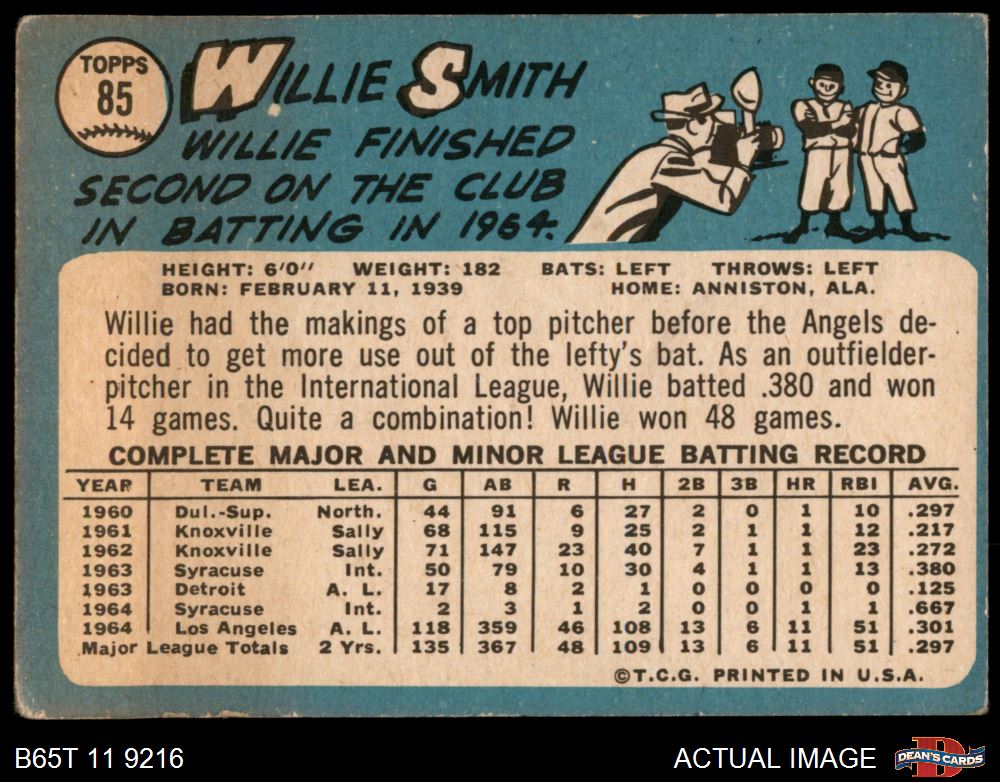 TOPPS
85
WILLIE SMITH
WILLIE FINISHED
SECOND ON THE CLUB
IN BATTING IN 1964.
HEIGHT: 6'0" WEIGHT: 182 BATS: LEFT THROWS: LEFT
BORN: FEBRUARY 11, 1939 HOME: ANNISTON, ALA.
Willie had the makings of a top pitcher before the Angels de-
cided to get more use out of the lefty's bat. As an outfielder-
pitcher in the International League, Willie batted .380 and won
14 games. Quite a combination! Willie won 48 games.
COMPLETE MAJOR AND MINOR LEAGUE BATTING RECORD
YEAR TEAM LEA. G AB R H 2B 3B HR RBI AVG.
1960 Dul.-Sup. North. 44 91 6 27 2 0 1 10 .297
1961 Knoxville Sally 68 115 9 25 2 1 1 12 .217
1962 Knoxville Sally 71 147 23 40 7 1 1 23 .272
1963 Syracuse Int. 50 79 10 30 4 1 1 13 .380
1963 Detroit A. L. 17 8 2 1 0 0 0 0 .125
1964 Syracuse Int. 2 3 1 2 0 0 1 1 .667
1964 Los Angeles A. L. 118 359 46 108 13 6 11 51 .301
Major League Totals 2 Yrs. 135 367 48 109 13 6 11 51 .297
©T.C.G. PRINTED IN U.S.A.
B65T 11 9216 ACTUAL IMAGE D DEAN'S CARDS